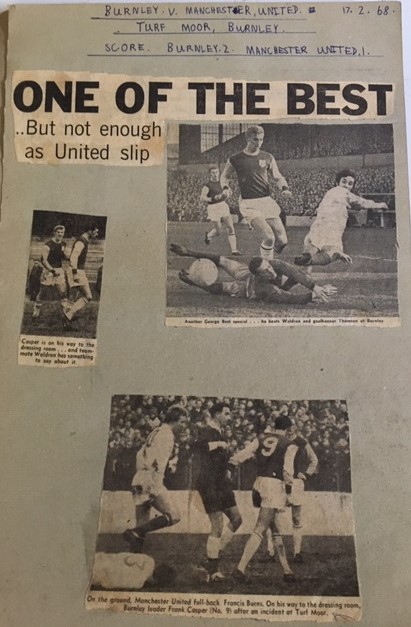 BURNLEY. V. MANCHESTER, UNITED. 17. 2. 68.
TURF MOOR, BURNLEY.
SCORE. BURNLEY. 2. MANCHESTER UNITED. 1.
ONE OF THE BEST
..But not enough
as United slip
Another George Best special . . . he beats Waldron and goalkeeper Thomson at Burnley
Casper is on his way to the
dressing room . . . and team-
mate Waldron has something
to say about it.
9
On the ground, Manchester United full-back Francis Burns. On his way to the dressing room,
Burnley leader Frank Casper (No. 9) after an incident at Turf Moor.